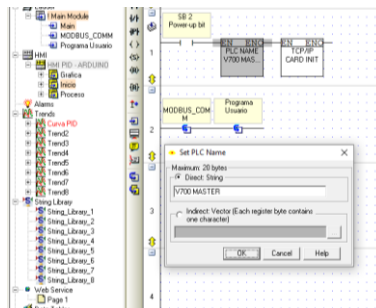 ! Main Module
Main
MODBUS_COMM
Programa Usuario
HMI
HMI PID - ARDUINO
Grafica
Inicio
Proceso
Alarms
Trends
Curva PID
Trend2
Trend3
Trend4
Trend5
Trend6
Trend7
Trend8
String Library
String_Library_1
String_Library_2
String_Library_3
String_Library_4
String_Library_5
String_Library_6
String_Library_7
String_Library_8
Web Server
Page 1
SB 2
Power-up bit
EN ENO
PLC NAME
V700 MAS...
EN ENO
TCP/IP
CARD INIT
1
MODBUS_COM
M
Programa
Usuario
2
3
4
Set PLC Name
Maximum: 20 bytes
Direct: String
V700 MASTER
Indirect: Vector (Each register byte contains
one character)
...
OK
Cancel
Help